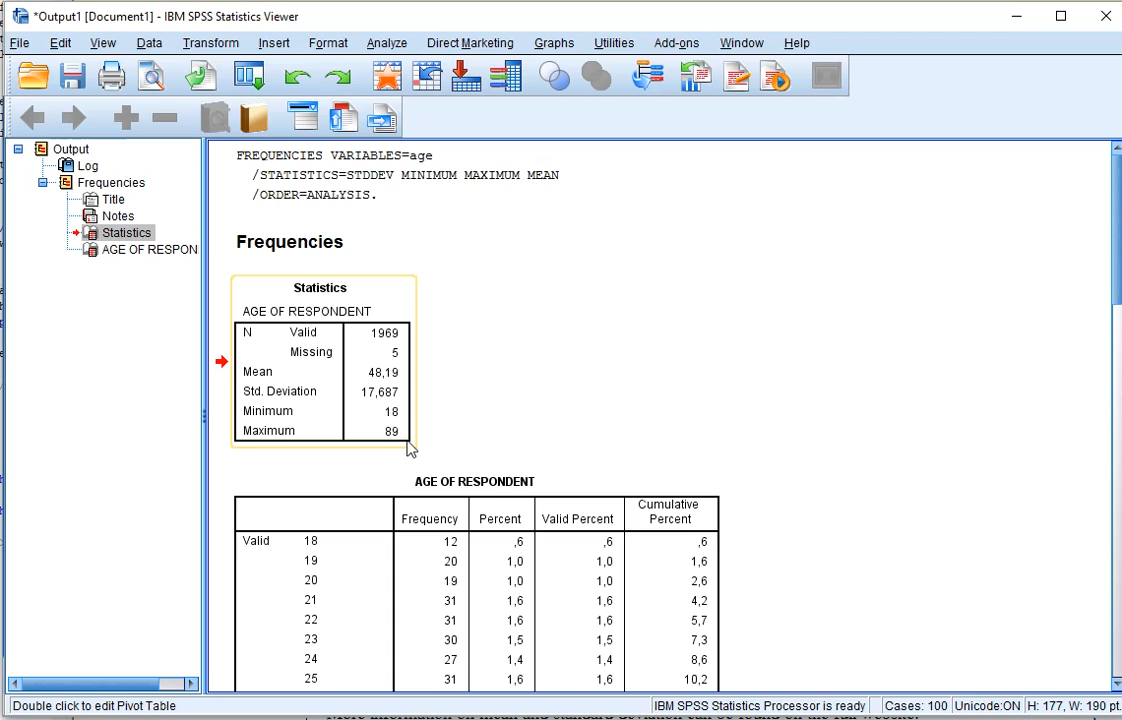 *Output1 [Document1] - IBM SPSS Statistics Viewer
File Edit View Data Transform Insert Format Analyze Direct Marketing Graphs Utilities Add-ons Window Help
Output
Log
Frequencies
Title
Notes
Statistics
AGE OF RESPON
FREQUENCIES VARIABLES=age
/STATISTICS=STDDEV MINIMUM MAXIMUM MEAN
/ORDER=ANALYSIS.
Frequencies
Statistics
AGE OF RESPONDENT
N Valid 1969
Missing 5
Mean 48,19
Std. Deviation 17,687
Minimum 18
Maximum 89
AGE OF RESPONDENT
Frequency Percent Valid Percent Cumulative Percent
Valid 18 12 ,6 ,6 ,6
19 20 1,0 1,0 1,6
20 19 1,0 1,0 2,6
21 31 1,6 1,6 4,2
22 31 1,6 1,6 5,7
23 30 1,5 1,5 7,3
24 27 1,4 1,4 8,6
25 31 1,6 1,6 10,2
Double click to edit Pivot Table IBM SPSS Statistics Processor is ready Cases: 100 Unicode:ON H: 177, W: 190 pt.